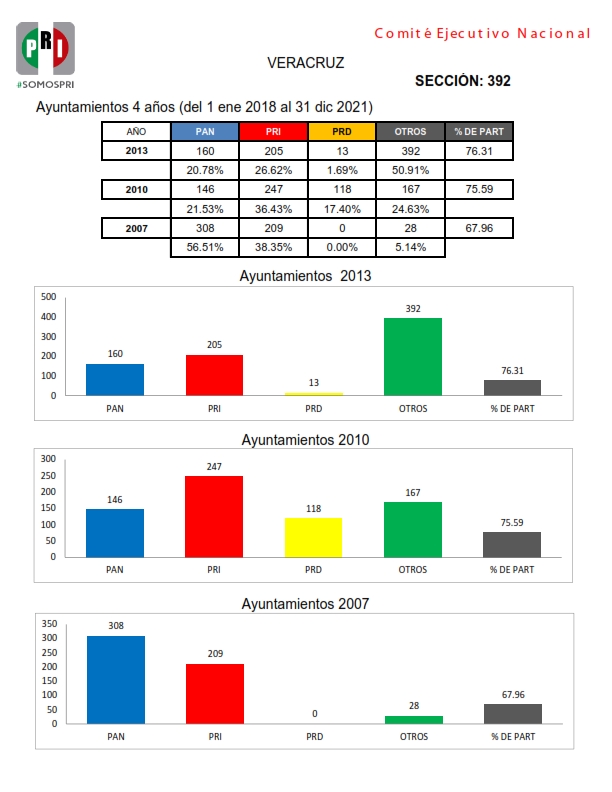 PRI
#SOMOSPRI
Comité Ejecutivo Nacional
VERACRUZ
SECCIÓN: 392
Ayuntamientos 4 años (del 1 ene 2018 al 31 dic 2021)
AÑO PAN PRI PRD OTROS % DE PART
2013 160 205 13 392 76.31
20.78% 26.62% 1.69% 50.91%
2010 146 247 118 167 75.59
21.53% 36.43% 17.40% 24.63%
2007 308 209 0 28 67.96
56.51% 38.35% 0.00% 5.14%
Ayuntamientos 2013
500
400
300
200
100
0
160
205
13
392
76.31
PAN PRI PRD OTROS % DE PART
Ayuntamientos 2010
300
250
200
150
100
50
0
146
247
118
167
75.59
PAN PRI PRD OTROS % DE PART
Ayuntamientos 2007
350
300
250
200
150
100
50
0
308
209
0
28
67.96
PAN PRI PRD OTROS % DE PART